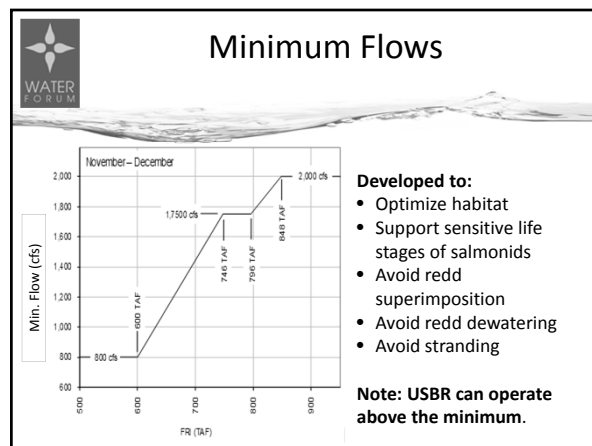 WATER
FORUM
Minimum Flows
November – December
2,000
1,800
1,600
1,400
1,200
1,000
800
600
Min. Flow (cfs)
2,000 cfs
1,7500 cfs
800 cfs
600 TAF
746 TAF
796 TAF
848 TAF
500
600
700
800
900
FRI (TAF)
Developed to:
• Optimize habitat
• Support sensitive life
stages of salmonids
• Avoid redd
superimposition
• Avoid redd dewatering
• Avoid stranding
Note: USBR can operate
above the minimum.